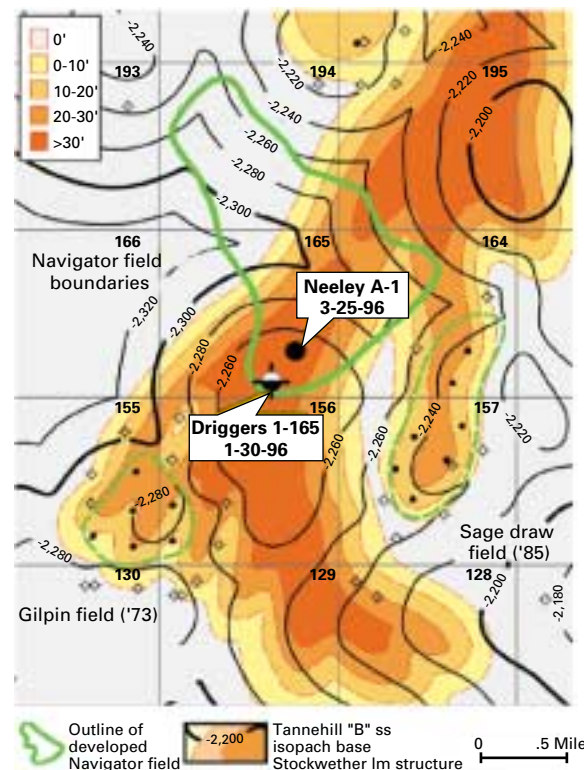 0'
0-10'
10-20'
20-30'
>30'
-2,240
193
194
-2,220
-2,240
195
-2,220
-2,200
-2,240
-2,260
-2,280
-2,300
166
165
164
Navigator field
boundaries
Neeley A-1
3-25-96
-2,320
-2,300
-2,280
-2,260
155
156
157
Driggers 1-165
1-30-96
-2,260
-2,260
-2,240
-2,220
-2,280
-2,280
Sage draw
field ('85)
130
129
128
-2,200
-2,180
Gilpin field ('73)
Outline of
developed
Navigator field
-2,200
Tannehill "B" ss
isopach base
Stockwether lm structure
0 .5 Mile